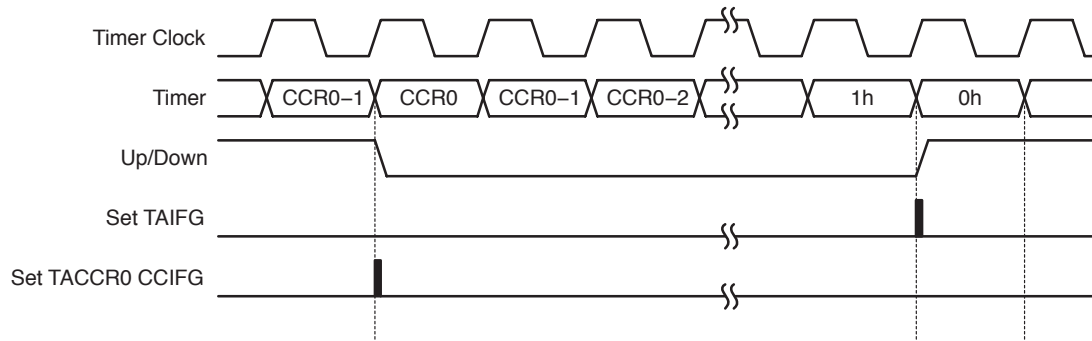 Timer Clock
Timer
CCR0−1
CCR0
CCR0−1
CCR0−2
1h
0h
Up/Down
Set TAIFG
Set TACCR0 CCIFG